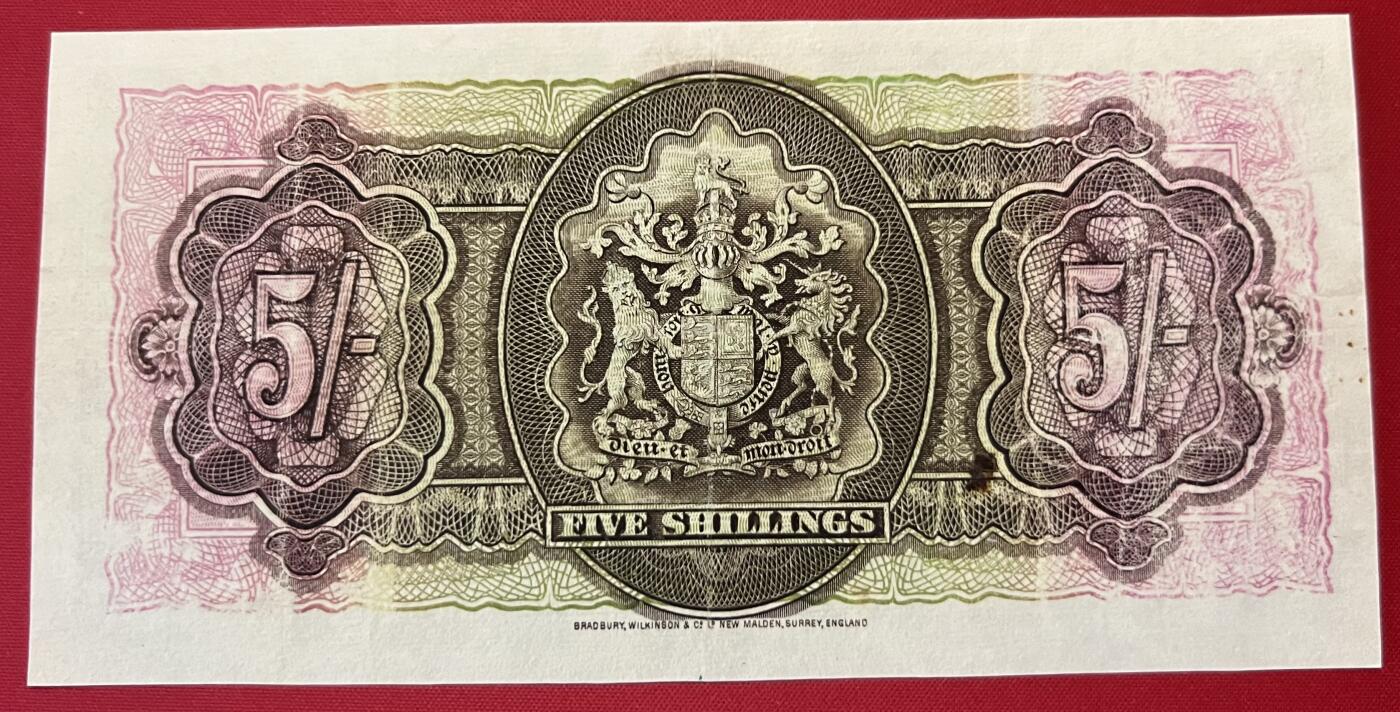 5/-
5/-
honi soit qui mal y pense
dieu·et mon·droit
FIVE SHILLINGS
BRADBURY, WILKINSON & Cº Lᵈ NEW MALDEN, SURREY, ENGLAND